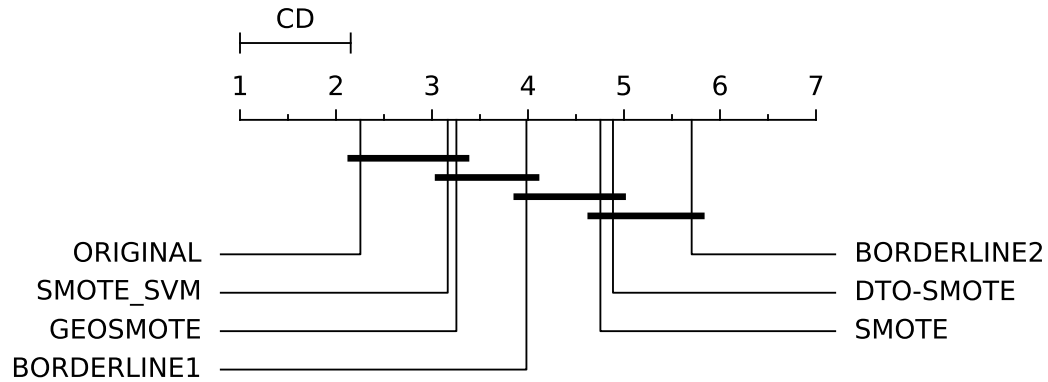 CD
1 2 3 4 5 6 7
ORIGINAL BORDERLINE2
SMOTE_SVM DTO-SMOTE
GEOSMOTE SMOTE
BORDERLINE1